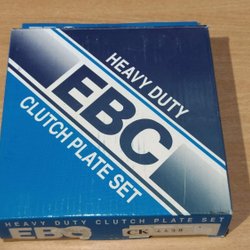 HEAVY DUTY
EBC
CLUTCH PLATE SET
HEAVY DUTY CLUTCH PLATE SET
EBC
CK